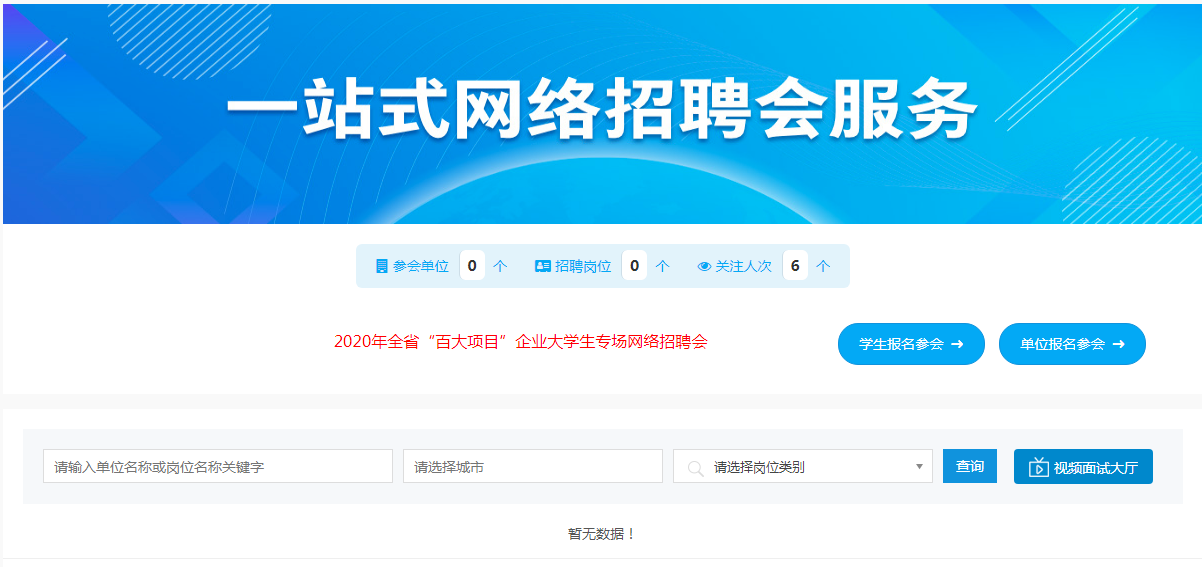 一站式网络招聘会服务
参会单位 0 个 招聘岗位 0 个 关注人次 6 个
2020年全省“百大项目”企业大学生专场网络招聘会 学生报名参会 → 单位报名参会 →
请输入单位名称或岗位名称关键字 请选择城市 请选择岗位类别 查询 视频面试大厅
暂无数据！